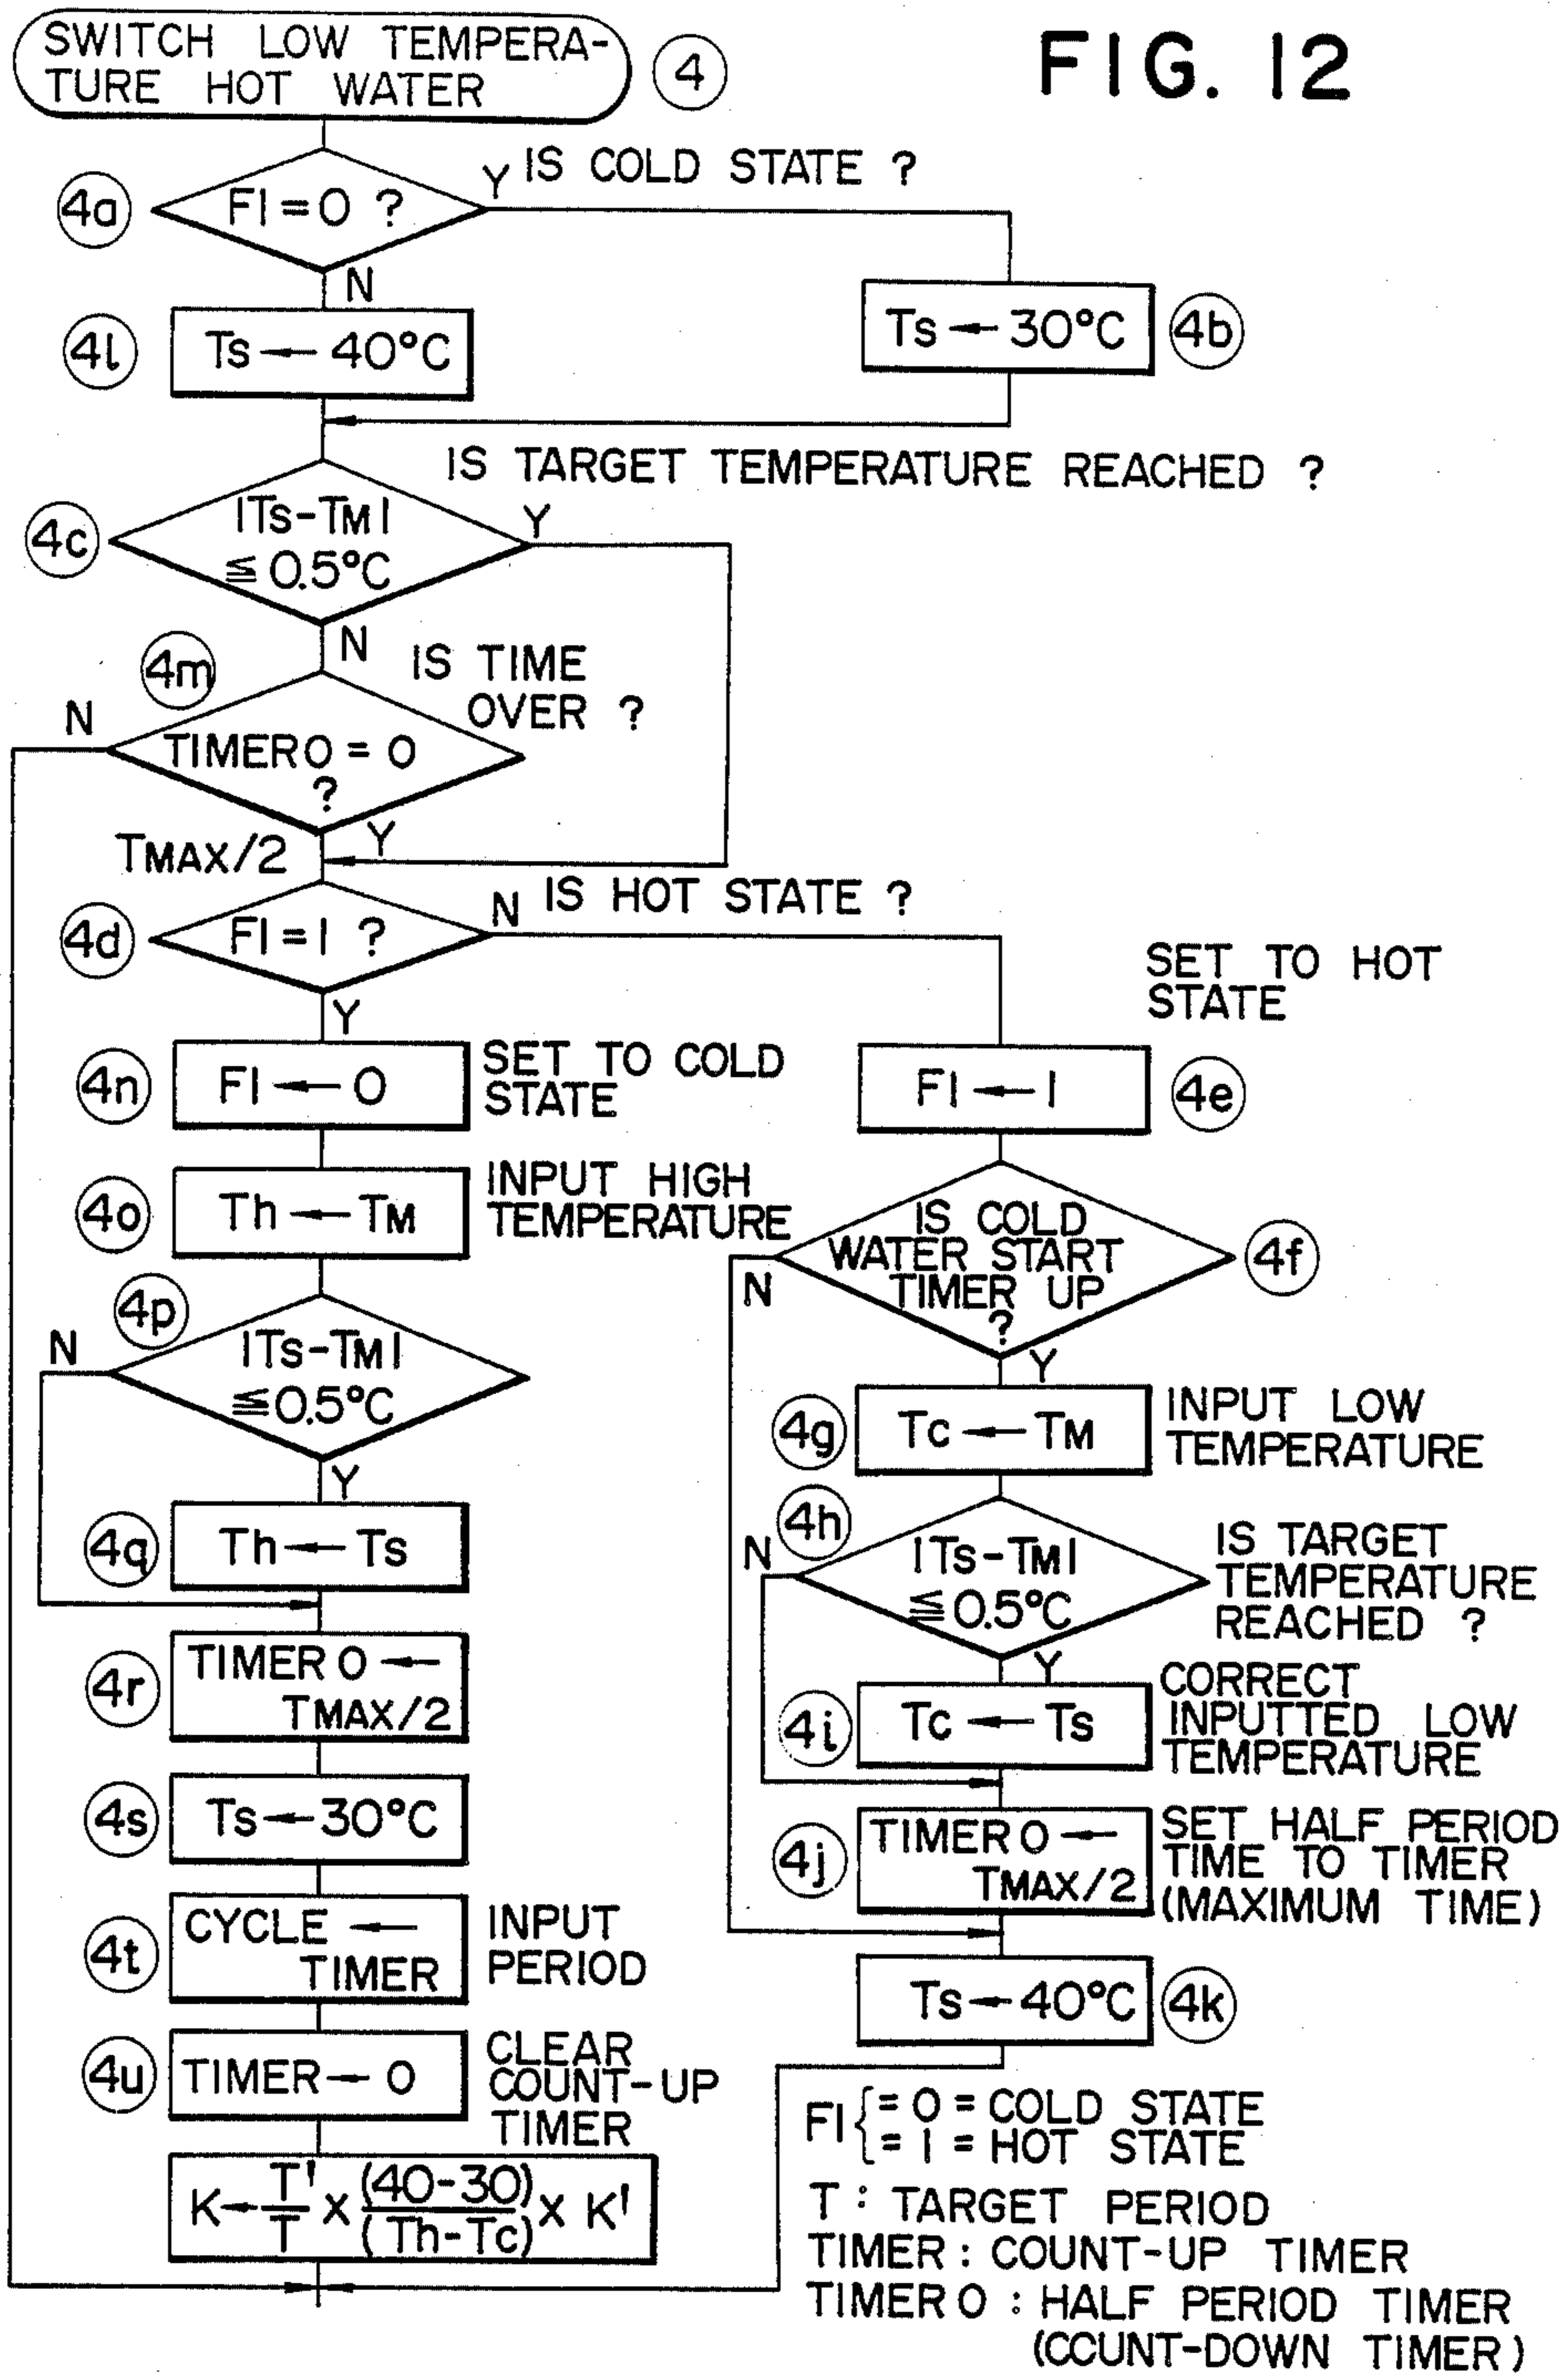 FIG. 12
SWITCH LOW TEMPERA-
TURE HOT WATER
4
4a
FI = 0 ?
Y
IS COLD STATE ?
N
4l
Ts ← 40°C
Ts ← 30°C
4b
IS TARGET TEMPERATURE REACHED ?
4c
|Ts-TM|
≦ 0.5°C
Y
N
4m
IS TIME
OVER ?
N
TIMER0 = 0
?
Y
TMAX/2
4d
FI = 1 ?
N
IS HOT STATE ?
Y
SET TO HOT
STATE
4n
FI ← 0
SET TO COLD
STATE
FI ← 1
4e
4o
Th ← TM
INPUT HIGH
TEMPERATURE
IS COLD
WATER START
TIMER UP
?
4f
N
Y
4p
|Ts-TM|
≦0.5°C
N
Y
4g
Tc ← TM
INPUT LOW
TEMPERATURE
4q
Th ← Ts
4h
|Ts-TM|
≦ 0.5°C
N
Y
IS TARGET
TEMPERATURE
REACHED ?
4r
TIMER 0 ←
TMAX/2
4i
Tc ← Ts
CORRECT
INPUTTED LOW
TEMPERATURE
4s
Ts ← 30°C
4j
TIMER 0 ←
TMAX/2
SET HALF PERIOD
TIME TO TIMER
(MAXIMUM TIME)
4t
CYCLE ←
TIMER
INPUT
PERIOD
Ts ← 40°C
4k
4u
TIMER ← 0
CLEAR
COUNT-UP
TIMER
K ← T'/T × (40-30)/(Th-Tc) × K'
FI { = 0 = COLD STATE
= 1 = HOT STATE
T : TARGET PERIOD
TIMER : COUNT-UP TIMER
TIMER 0 : HALF PERIOD TIMER
(CCUNT-DOWN TIMER)